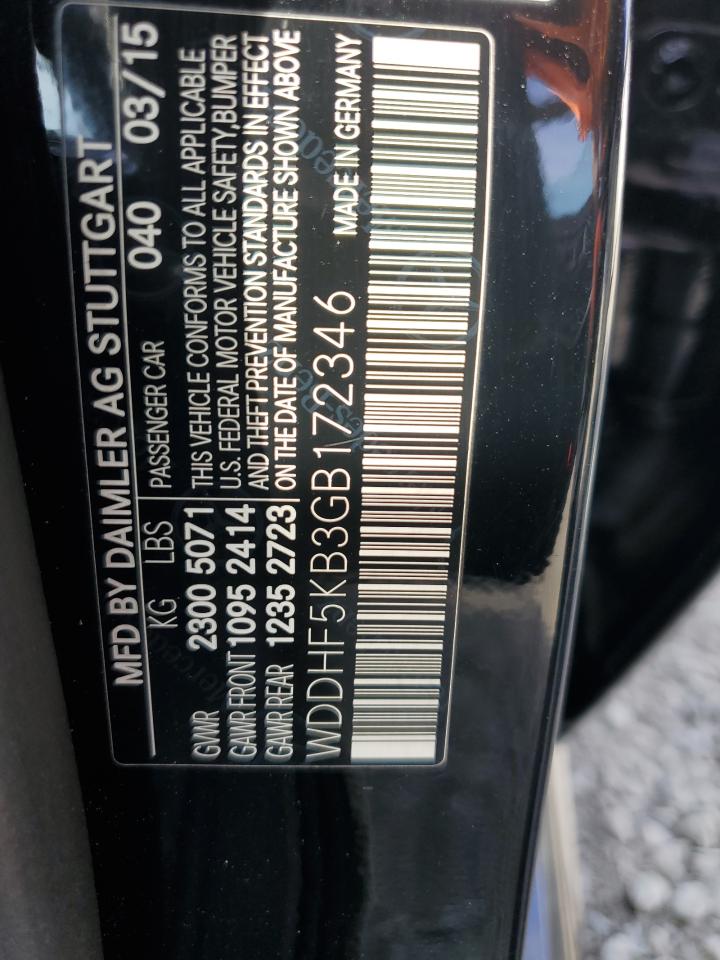 MFD BY DAIMLER AG STUTTGART 040 03/15
KG LBS PASSENGER CAR
GVWR 2300 5071 THIS VEHICLE CONFORMS TO ALL APPLICABLE
GAWR FRONT 1095 2414 U.S. FEDERAL MOTOR VEHICLE SAFETY,BUMPER
GAWR REAR 1235 2723 AND THEFT PREVENTION STANDARDS IN EFFECT
ON THE DATE OF MANUFACTURE SHOWN ABOVE
WDDHF5KB3GB172346 MADE IN GERMANY